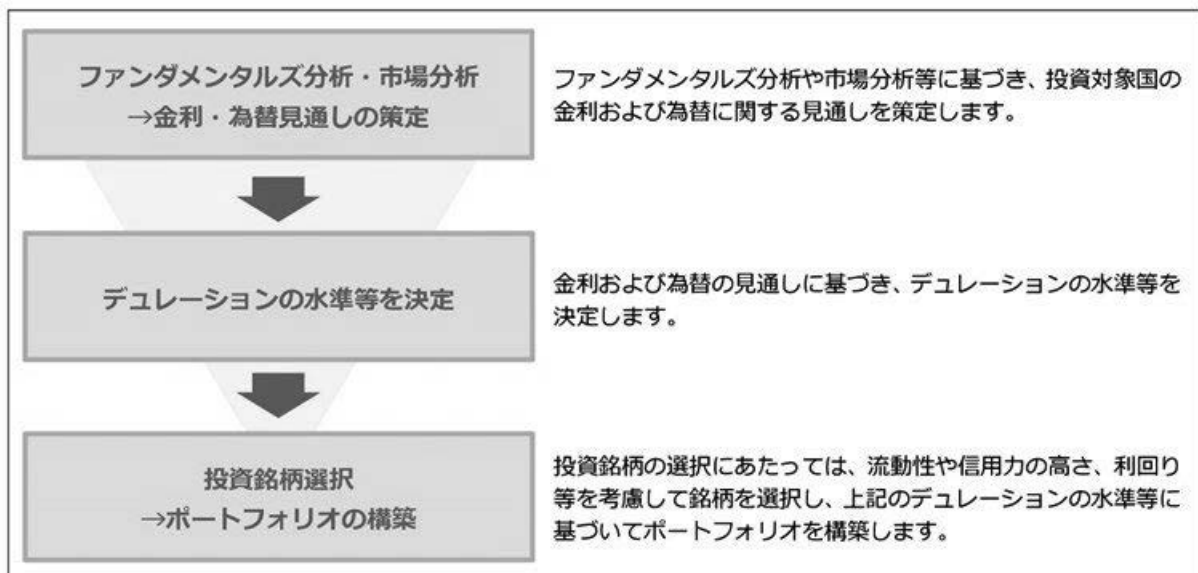 ファンダメンタルズ分析・市場分析
→金利・為替見通しの策定
ファンダメンタルズ分析や市場分析等に基づき、投資対象国の
金利および為替に関する見通しを策定します。
デュレーションの水準等を決定
金利および為替の見通しに基づき、デュレーションの水準等を
決定します。
投資銘柄選択
→ポートフォリオの構築
投資銘柄の選択にあたっては、流動性や信用力の高さ、利回り
等を考慮して銘柄を選択し、上記のデュレーションの水準等に
基づいてポートフォリオを構築します。